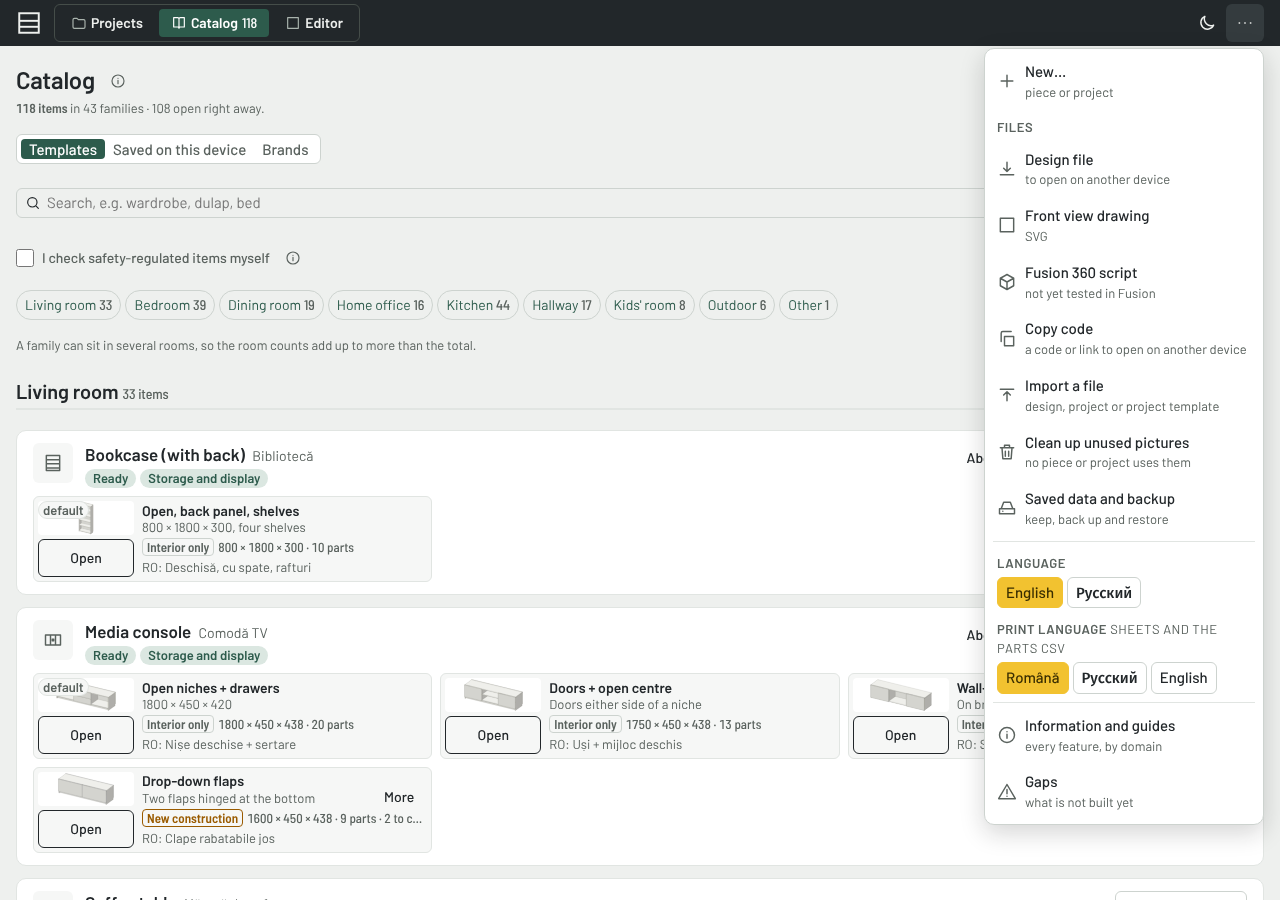 Projects
Catalog 118
Editor
...
Catalog
118 items in 43 families · 108 open right away.
Templates
Saved on this device
Brands
Search, e.g. wardrobe, dulap, bed
I check safety-regulated items myself
Living room 33
Bedroom 39
Dining room 19
Home office 16
Kitchen 44
Hallway 17
Kids' room 8
Outdoor 6
Other 1
A family can sit in several rooms, so the room counts add up to more than the total.
Living room 33 items
Bookcase (with back) Bibliotecă
Ready
Storage and display
default
Open, back panel, shelves
800 × 1800 × 300, four shelves
Interior only 800 × 1800 × 300 · 10 parts
RO: Deschisă, cu spate, rafturi
Open
Media console Comodă TV
Ready
Storage and display
default
Open niches + drawers
1800 × 450 × 420
Interior only 1800 × 450 × 438 · 20 parts
RO: Nișe deschise + sertare
Open
Doors + open centre
Doors either side of a niche
Interior only 1750 × 450 × 438 · 13 parts
RO: Uși + mijloc deschis
Open
Open
Drop-down flaps
Two flaps hinged at the bottom
More
New construction 1600 × 450 × 438 · 9 parts · 2 to c...
RO: Clape rabatabile jos
Open
New...
piece or project
FILES
Design file
to open on another device
Front view drawing
SVG
Fusion 360 script
not yet tested in Fusion
Copy code
a code or link to open on another device
Import a file
design, project or project template
Clean up unused pictures
no piece or project uses them
Saved data and backup
keep, back up and restore
LANGUAGE
English
Русский
PRINT LANGUAGE SHEETS AND THE
PARTS CSV
Română
Русский
English
Information and guides
every feature, by domain
Gaps
what is not built yet